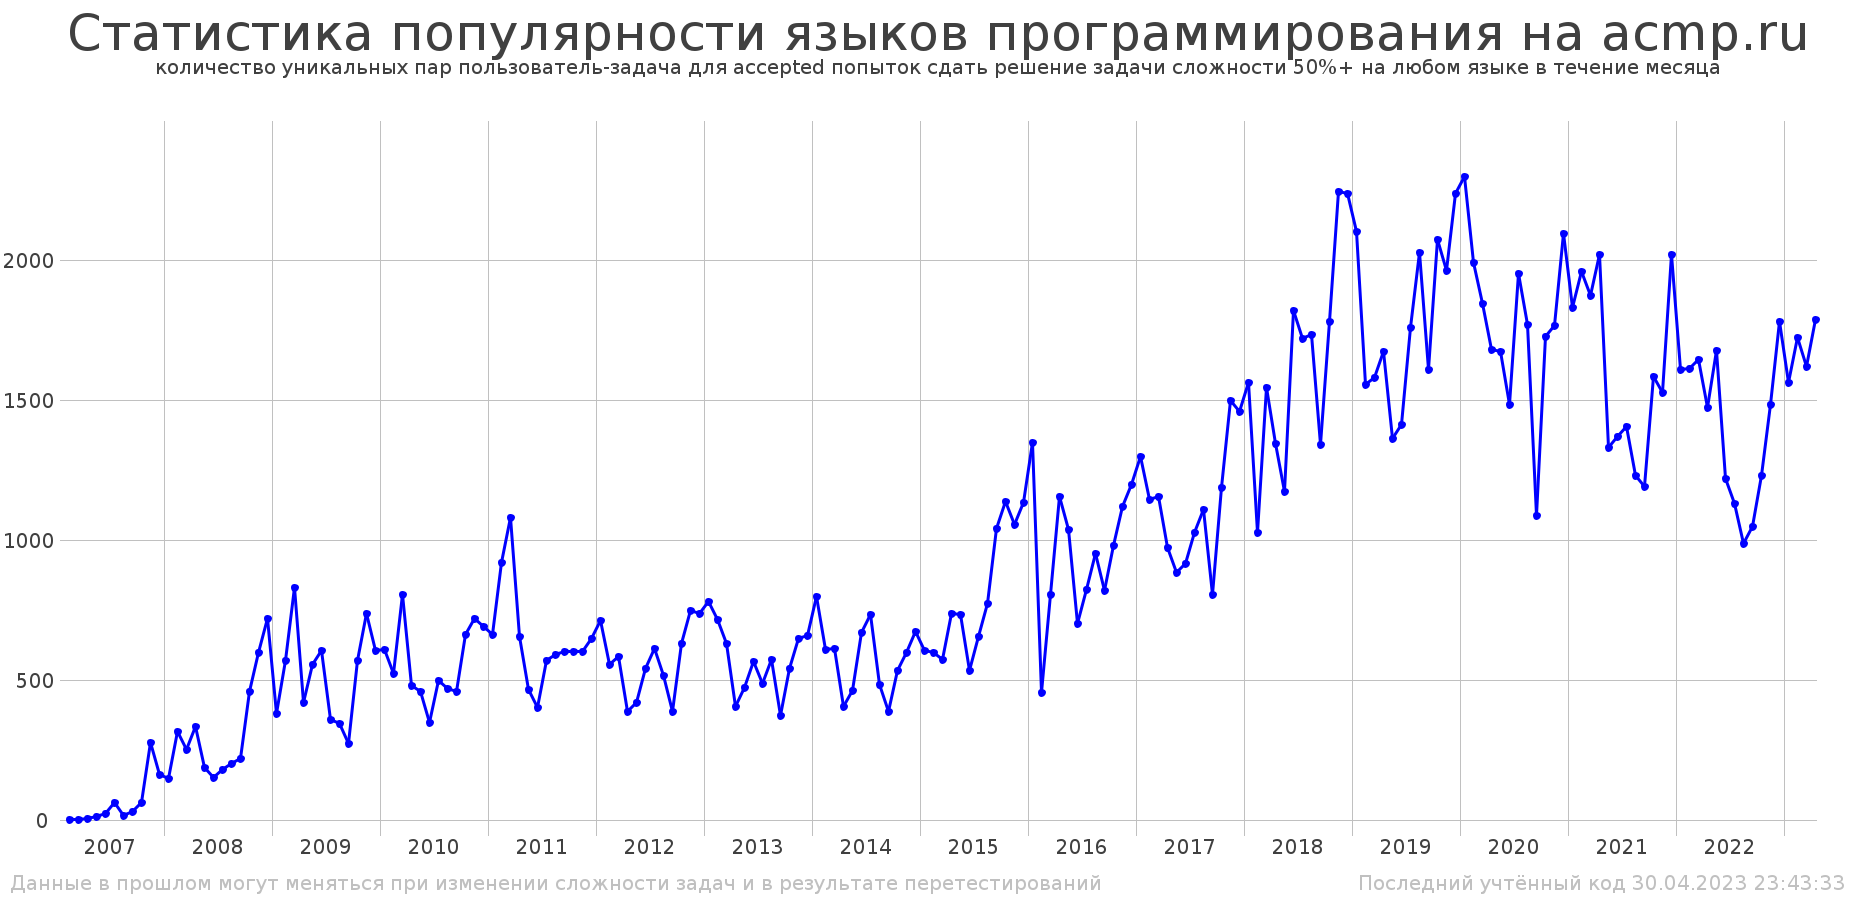 Статистика популярности языков программирования на acmp.ru
количество уникальных пар пользователь-задача для accepted попыток сдать решение задачи сложности 50%+ на любом языке в течение месяца
2000
1500
1000
500
0
2007 2008 2009 2010 2011 2012 2013 2014 2015 2016 2017 2018 2019 2020 2021 2022
Данные в прошлом могут меняться при изменении сложности задач и в результате перетестирований
Последний учтённый код 30.04.2023 23:43:33